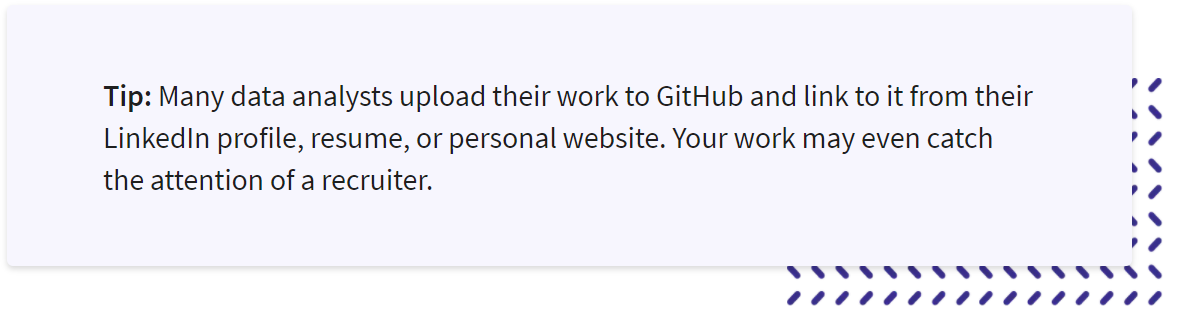 Tip: Many data analysts upload their work to GitHub and link to it from their
LinkedIn profile, resume, or personal website. Your work may even catch
the attention of a recruiter.